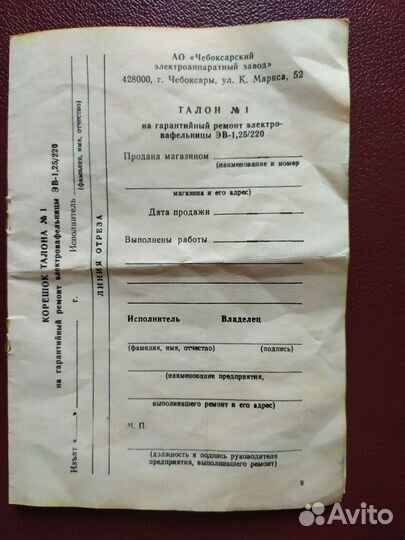 АО «Чебоксарский
электроаппаратный завод»
428000, г. Чебоксары, ул. К. Маркса, 52
ТАЛОН № 1
на гарантийный ремонт электро-
вафельницы ЭВ-1,25/220
Продана магазином
(наименование и номер
магазина и его адрес)
Дата продажи
Выполнены работы
Исполнитель Владелец
(фамилия, имя, отчество) (подпись)
(наименование предприятия,
выполнившего ремонт и его адрес)
М. П.
(должность и подпись руководителя
предприятия, выполнившего ремонт)
9
КОРЕШОК ТАЛОНА № 1
на гарантийный ремонт электровафельницы ЭВ-1,25/220
Изъят «__»____ г. Исполнитель
(фамилия, имя, отчество)
ЛИНИЯ ОТРЕЗА
Avito